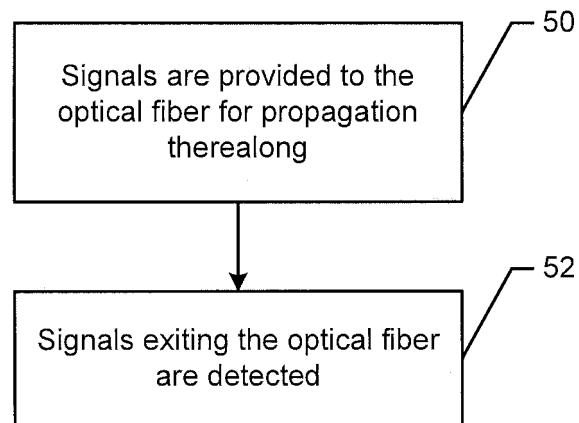 50
Signals are provided to the
optical fiber for propagation
therealong
52
Signals exiting the optical fiber
are detected